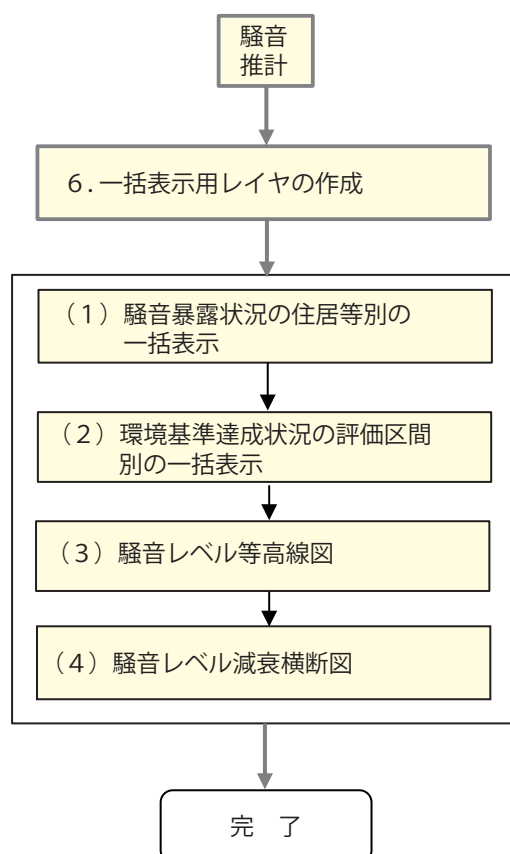 騒音
推計
６．一括表示用レイヤの作成
（１）騒音暴露状況の住居等別の
一括表示
（２）環境基準達成状況の評価区間
別の一括表示
（３）騒音レベル等高線図
（４）騒音レベル減衰横断図
完　了